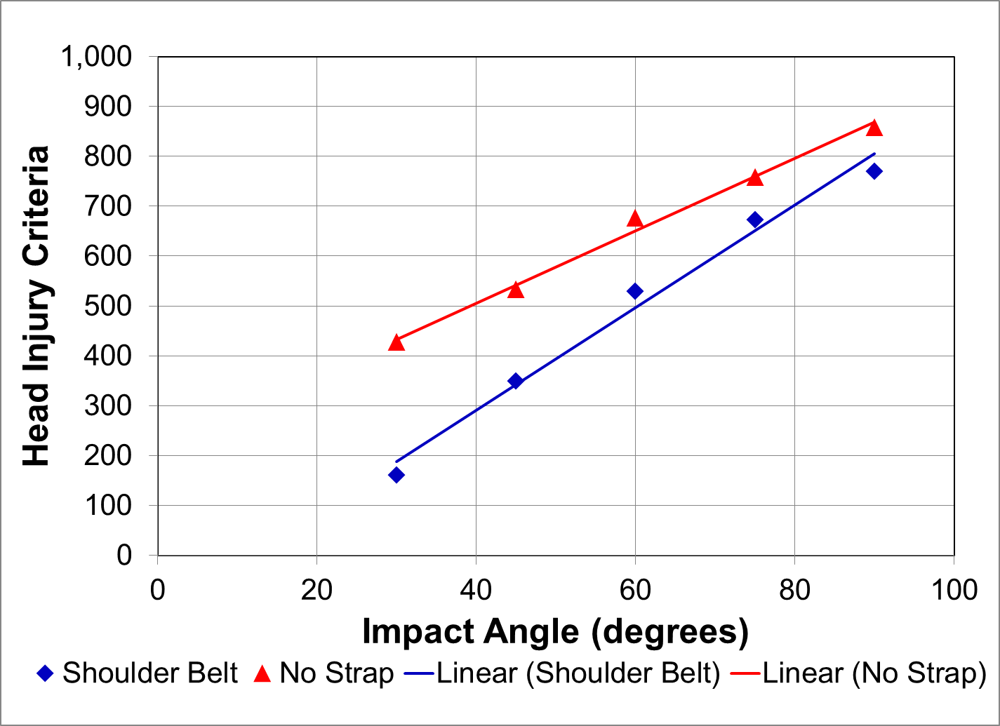 1,000
900
800
700
600
500
400
300
200
100
0
Head Injury Criteria
0 20 40 60 80 100
Impact Angle (degrees)
Shoulder Belt No Strap Linear (Shoulder Belt) Linear (No Strap)